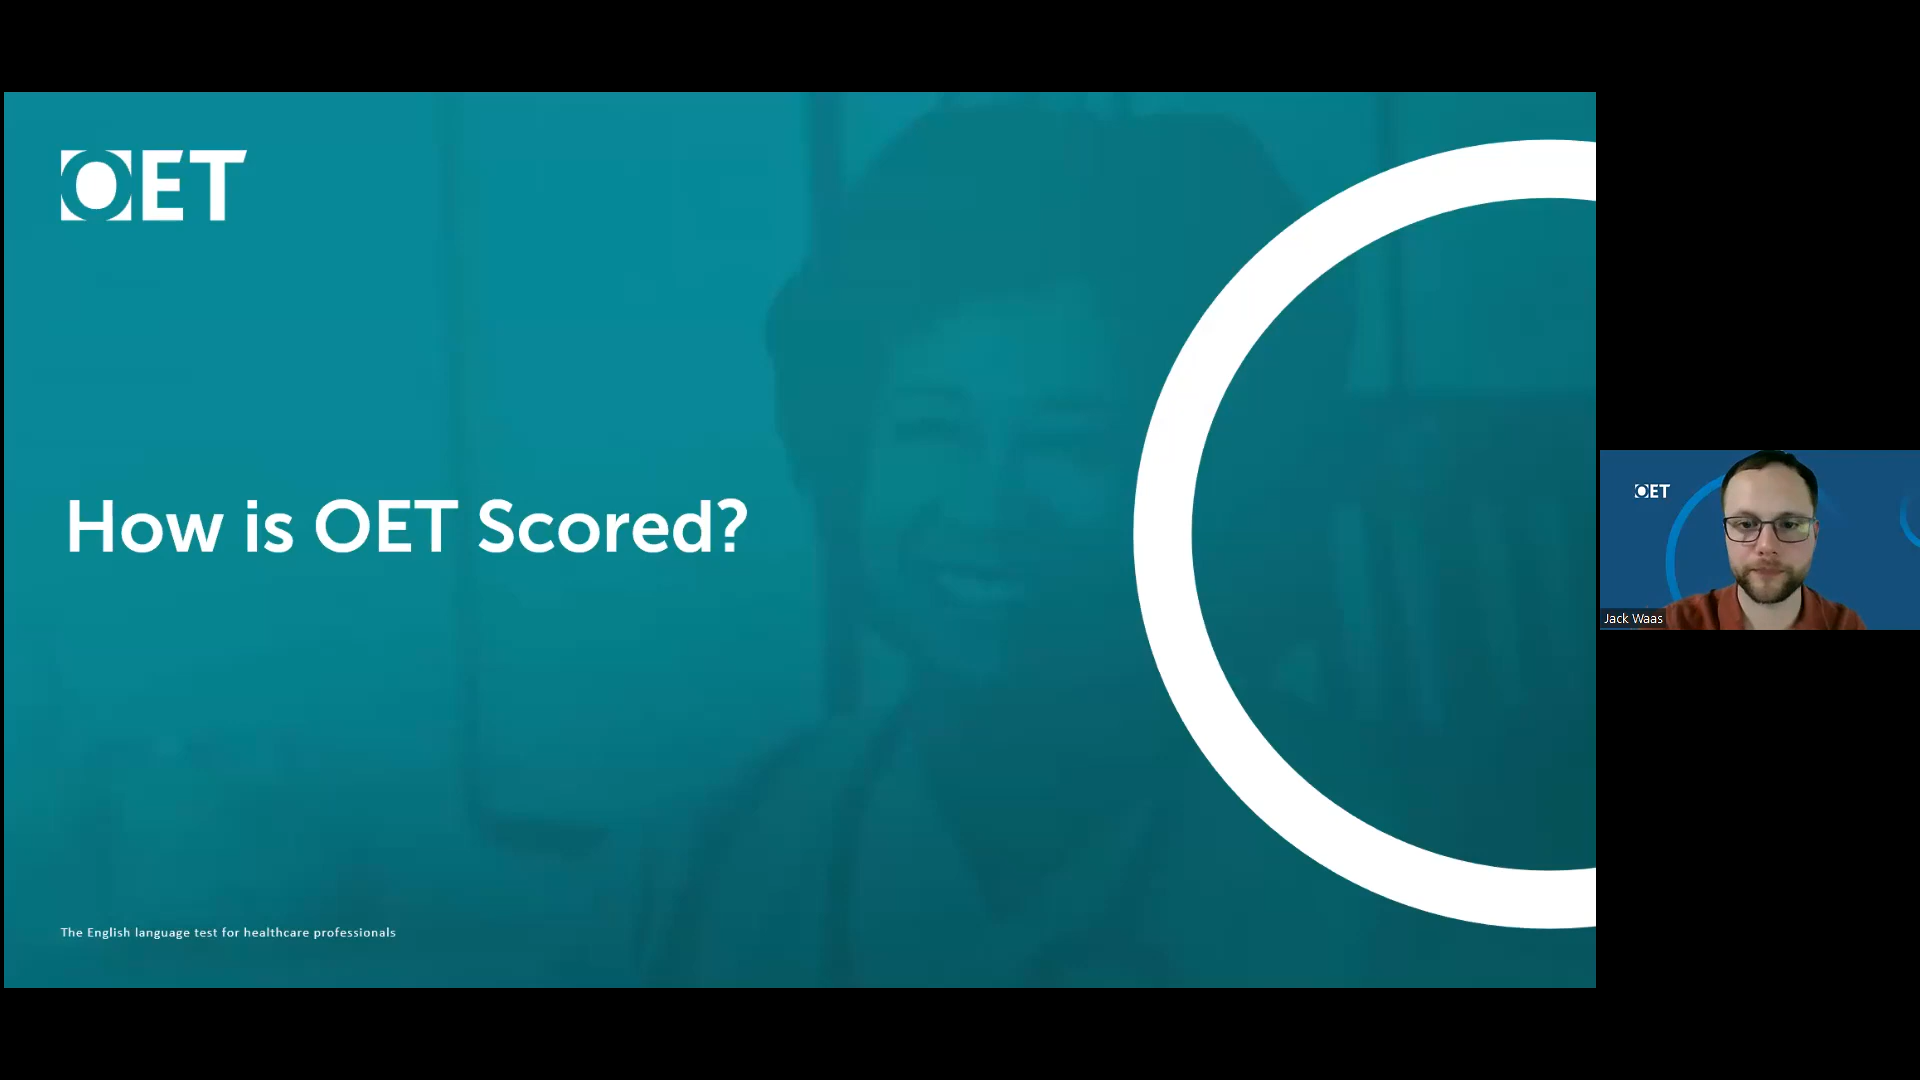 OET
How is OET Scored?
The English language test for healthcare professionals
OET
Jack Waas